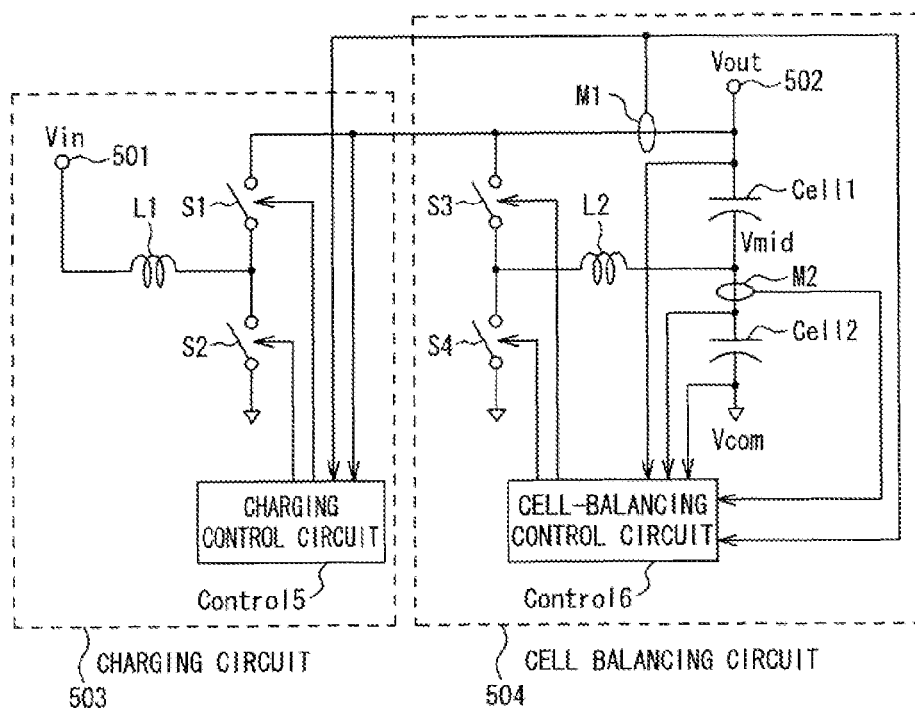 Vout
502
M1
Vin
501
S1
L1
S3
L2
Cell1
Vmid
M2
S2
S4
Cell2
Vcom
CHARGING
CONTROL CIRCUIT
CELL-BALANCING
CONTROL CIRCUIT
Control5
Control6
CHARGING CIRCUIT
503
CELL BALANCING CIRCUIT
504